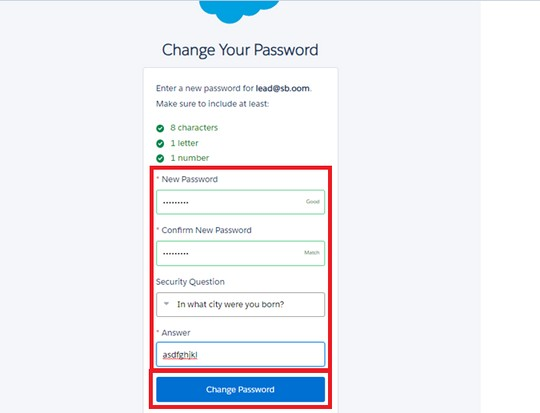 Change Your Password
Enter a new password for lead@sb.oom.
Make sure to include at least:
8 characters
1 letter
1 number
* New Password
••••••••• Good
* Confirm New Password
••••••••• Match
Security Question
In what city were you born?
* Answer
asdfghjkl
Change Password